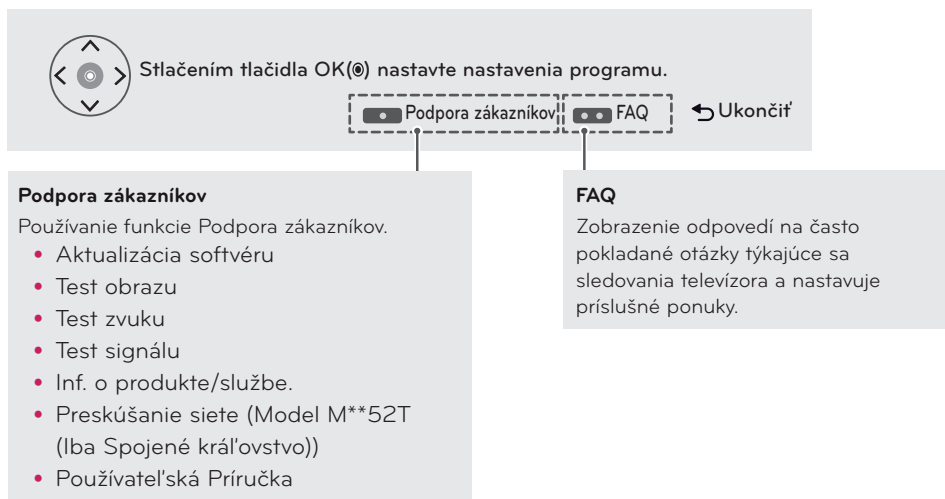 Stlačením tlačidla OK(◉) nastavte nastavenia programu.
Podpora zákazníkov FAQ Ukončiť
Podpora zákazníkov
Používanie funkcie Podpora zákazníkov.
• Aktualizácia softvéru
• Test obrazu
• Test zvuku
• Test signálu
• Inf. o produkte/službe.
• Preskúšanie siete (Model M**52T
(Iba Spojené kráľovstvo))
• Používateľská Príručka
FAQ
Zobrazenie odpovedí na často
pokladané otázky týkajúce sa
sledovania televízora a nastavuje
príslušné ponuky.